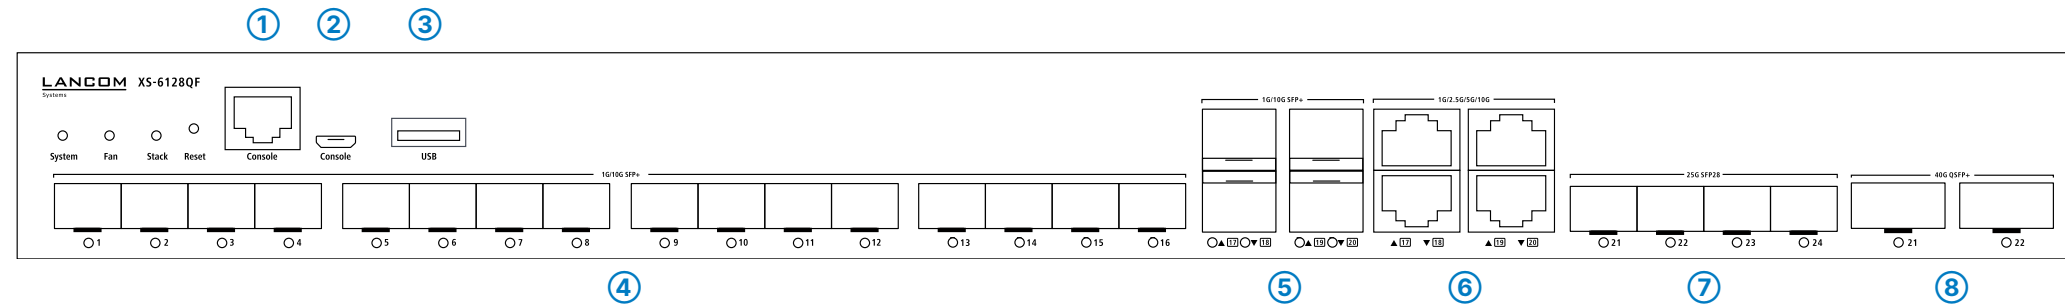 1 2 3
LANCOM XS-6128QF
Systems
System Fan Stack Reset Console Console USB
1G/10G SFP+ 1G/2.5G/5G/10G
1G/10G SFP+ 25G SFP28 40G QSFP+
1 2 3 4 5 6 7 8 9 10 11 12 13 14 15 16 ▲17 ▼18 ▲19 ▼20 ▲17 ▼18 ▲19 ▼20 21 22 23 24 21 22
4 5 6 7 8